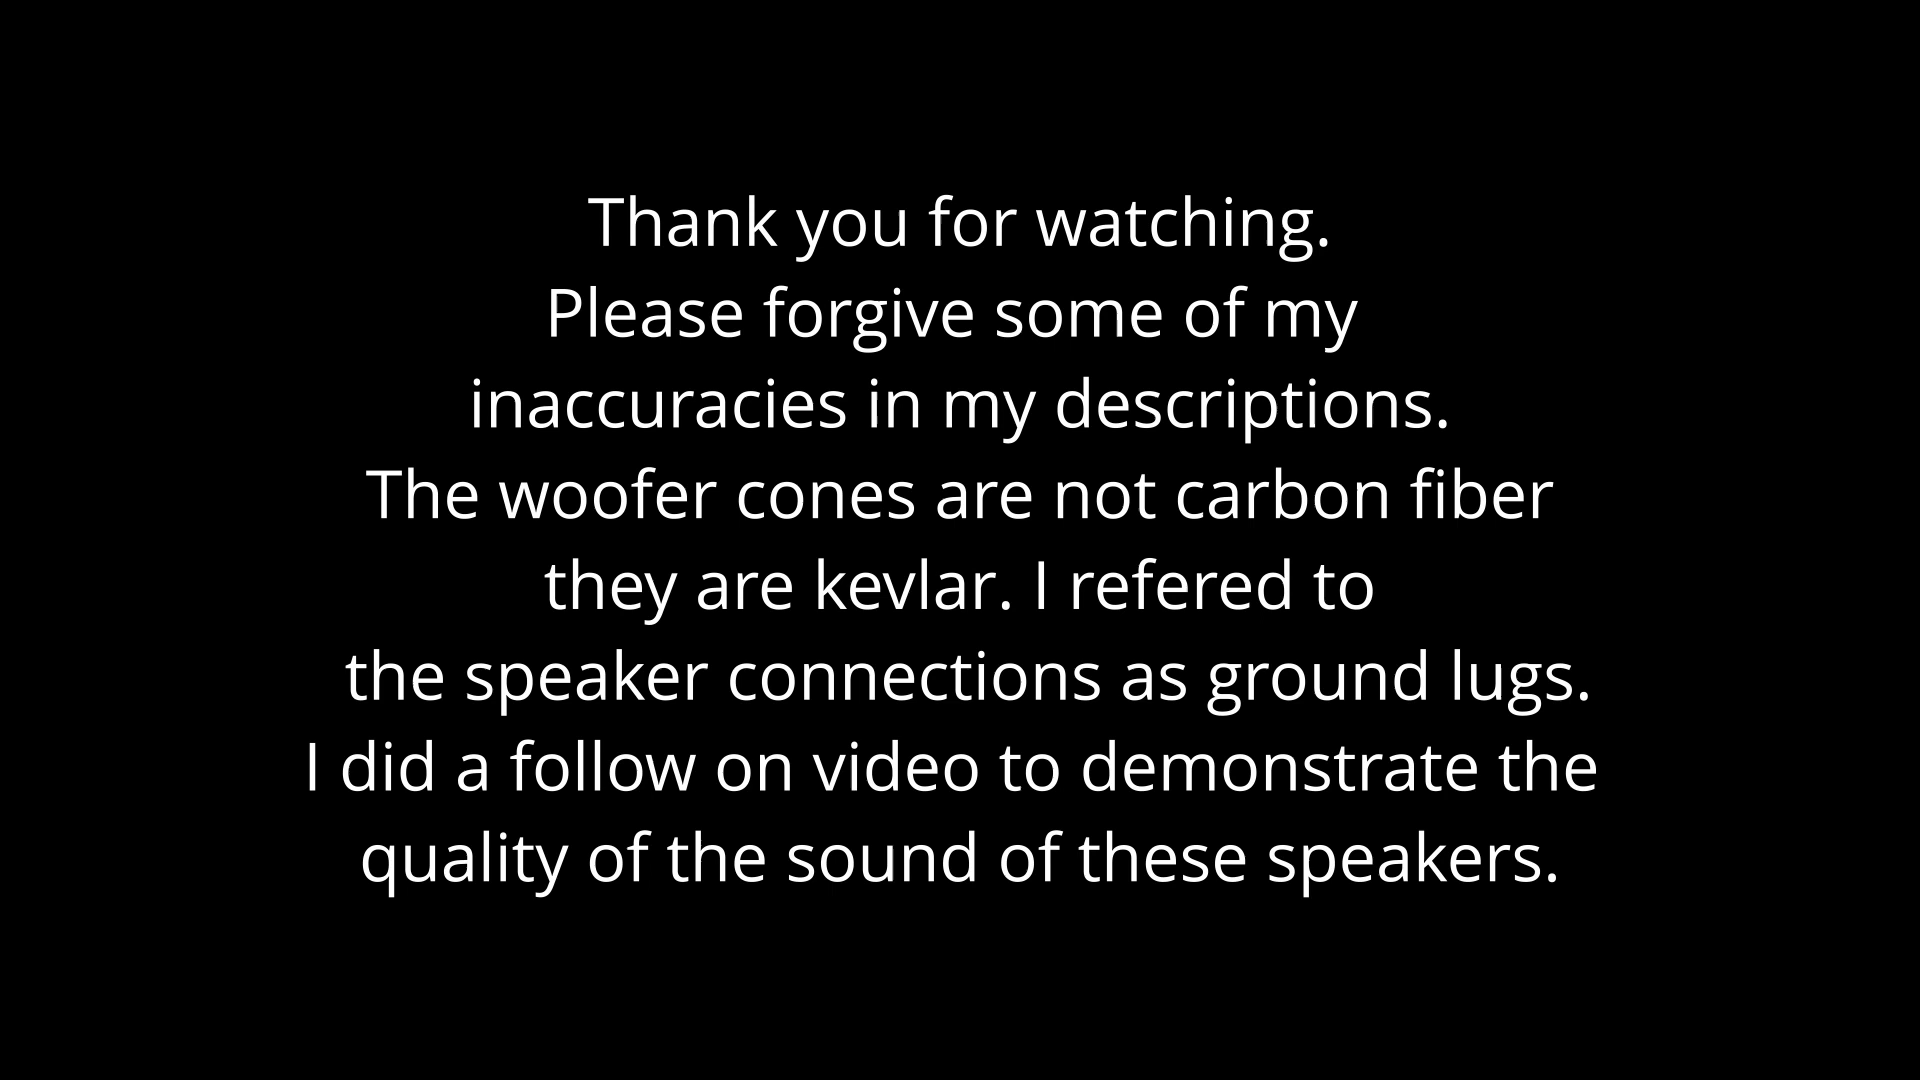 Thank you for watching.
Please forgive some of my
inaccuracies in my descriptions.
The woofer cones are not carbon fiber
they are kevlar. I refered to
the speaker connections as ground lugs.
I did a follow on video to demonstrate the
quality of the sound of these speakers.